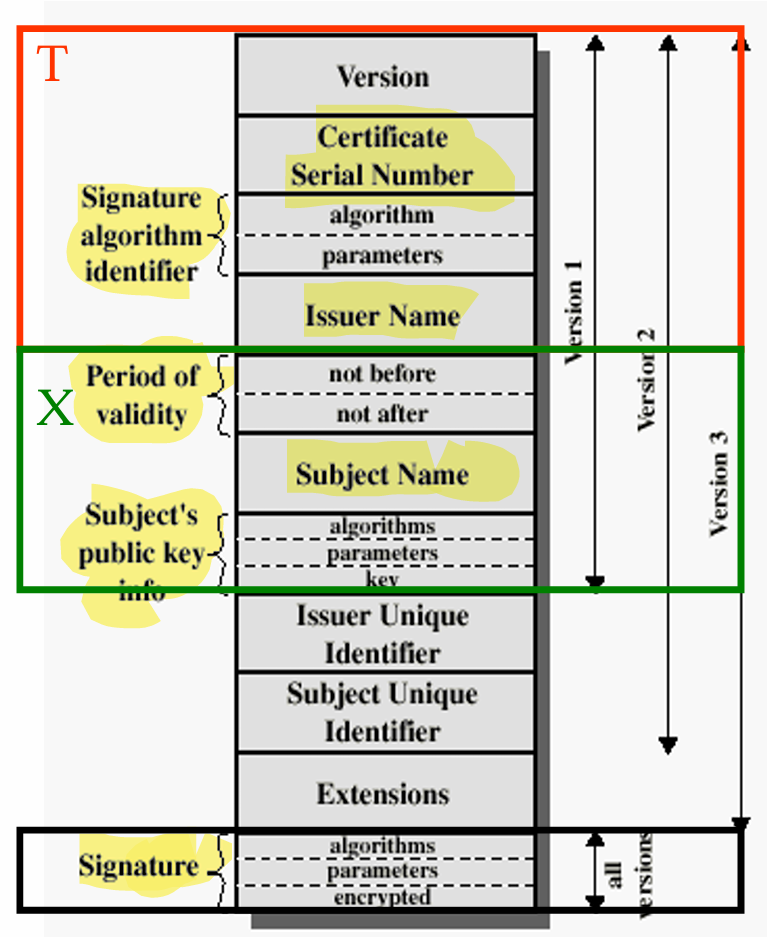 T
Version
Certificate
Serial Number
Signature
algorithm
identifier
algorithm
parameters
Issuer Name
Version 1
Version 2
Version 3
X
Period of
validity
not before
not after
Subject Name
Subject's
public key
info
algorithms
parameters
key
Issuer Unique
Identifier
Subject Unique
Identifier
Extensions
Signature
algorithms
parameters
encrypted
all
versions